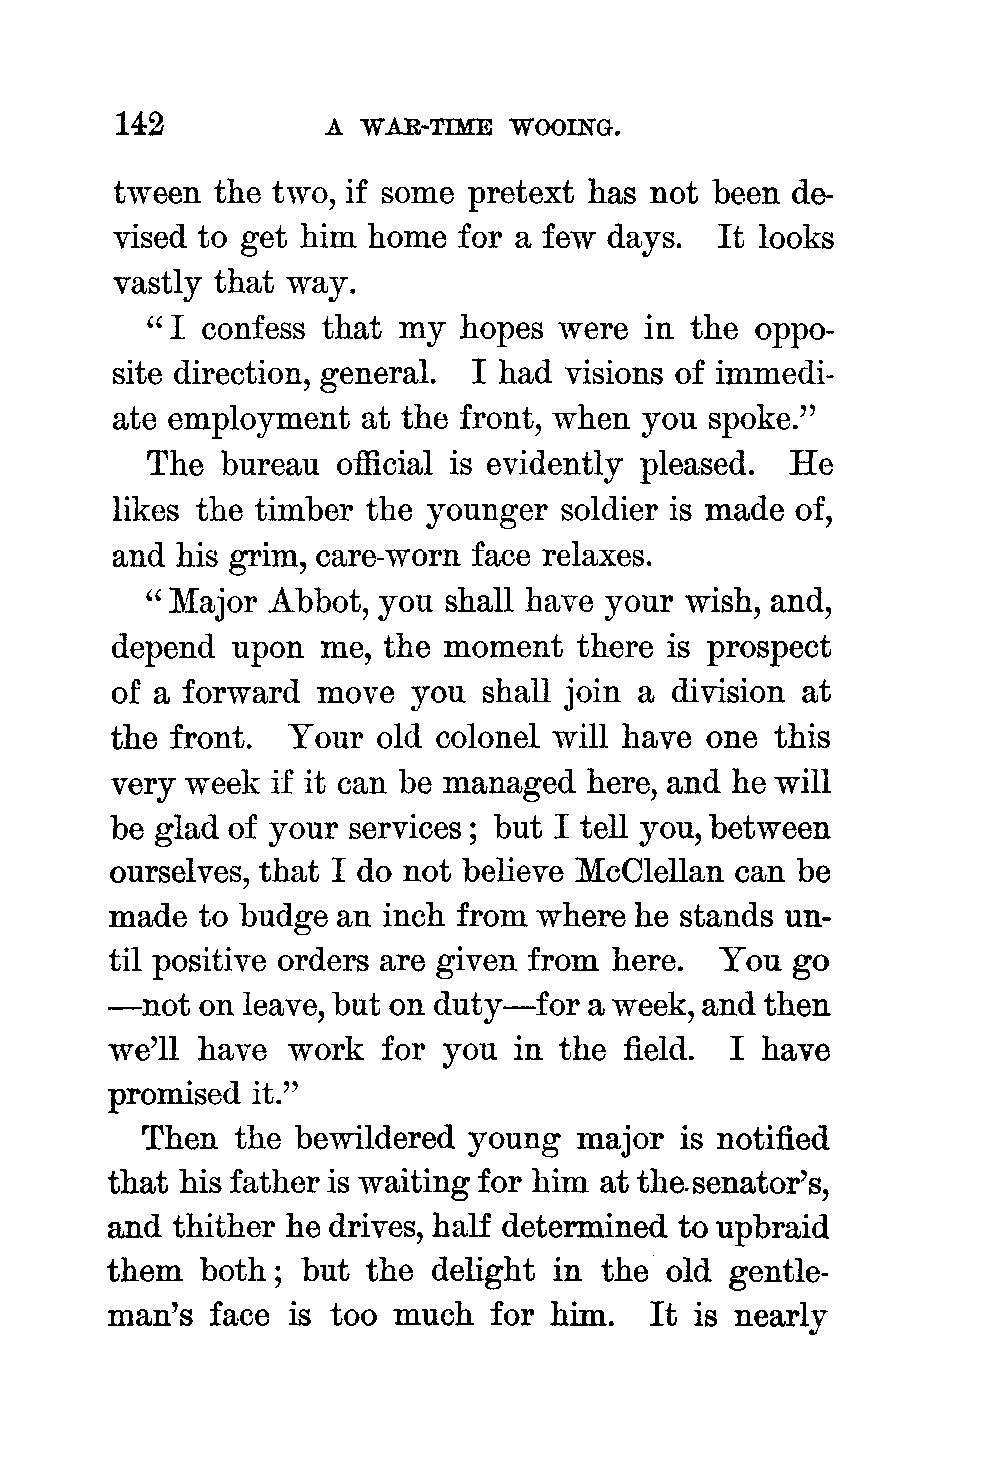 142 A WAR-TIME WOOING.
tween the two, if some pretext has not been de-
vised to get him home for a few days. It looks
vastly that way.
“I confess that my hopes were in the oppo-
site direction, general. I had visions of immedi-
ate employment at the front, when you spoke.”
The bureau official is evidently pleased. He
likes the timber the younger soldier is made of,
and his grim, care-worn face relaxes.
“Major Abbot, you shall have your wish, and,
depend upon me, the moment there is prospect
of a forward move you shall join a division at
the front. Your old colonel will have one this
very week if it can be managed here, and he will
be glad of your services; but I tell you, between
ourselves, that I do not believe McClellan can be
made to budge an inch from where he stands un-
til positive orders are given from here. You go
—not on leave, but on duty—for a week, and then
we’ll have work for you in the field. I have
promised it.”
Then the bewildered young major is notified
that his father is waiting for him at the senator’s,
and thither he drives, half determined to upbraid
them both; but the delight in the old gentle-
man’s face is too much for him. It is nearly